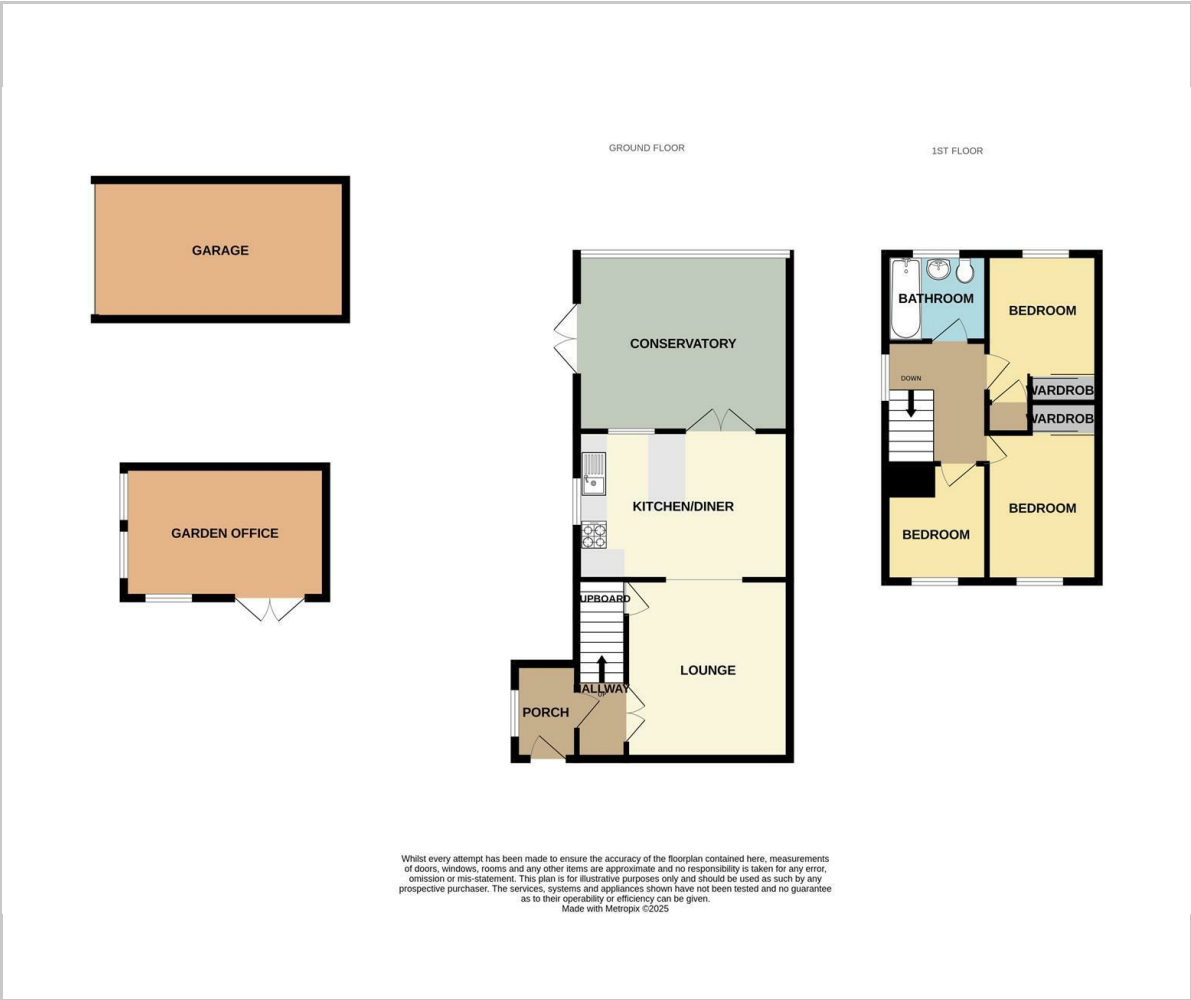 GROUND FLOOR
1ST FLOOR
GARAGE
GARDEN OFFICE
CONSERVATORY
KITCHEN/DINER
UPBOARD
LOUNGE
HALLWAY
UP
PORCH
BATHROOM
BEDROOM
DOWN
WARDROB
WARDROB
BEDROOM
BEDROOM
Whilst every attempt has been made to ensure the accuracy of the floorplan contained here, measurements
of doors, windows, rooms and any other items are approximate and no responsibility is taken for any error,
omission or mis-statement. This plan is for illustrative purposes only and should be used as such by any
prospective purchaser. The services, systems and appliances shown have not been tested and no guarantee
as to their operability or efficiency can be given.
Made with Metropix ©2025